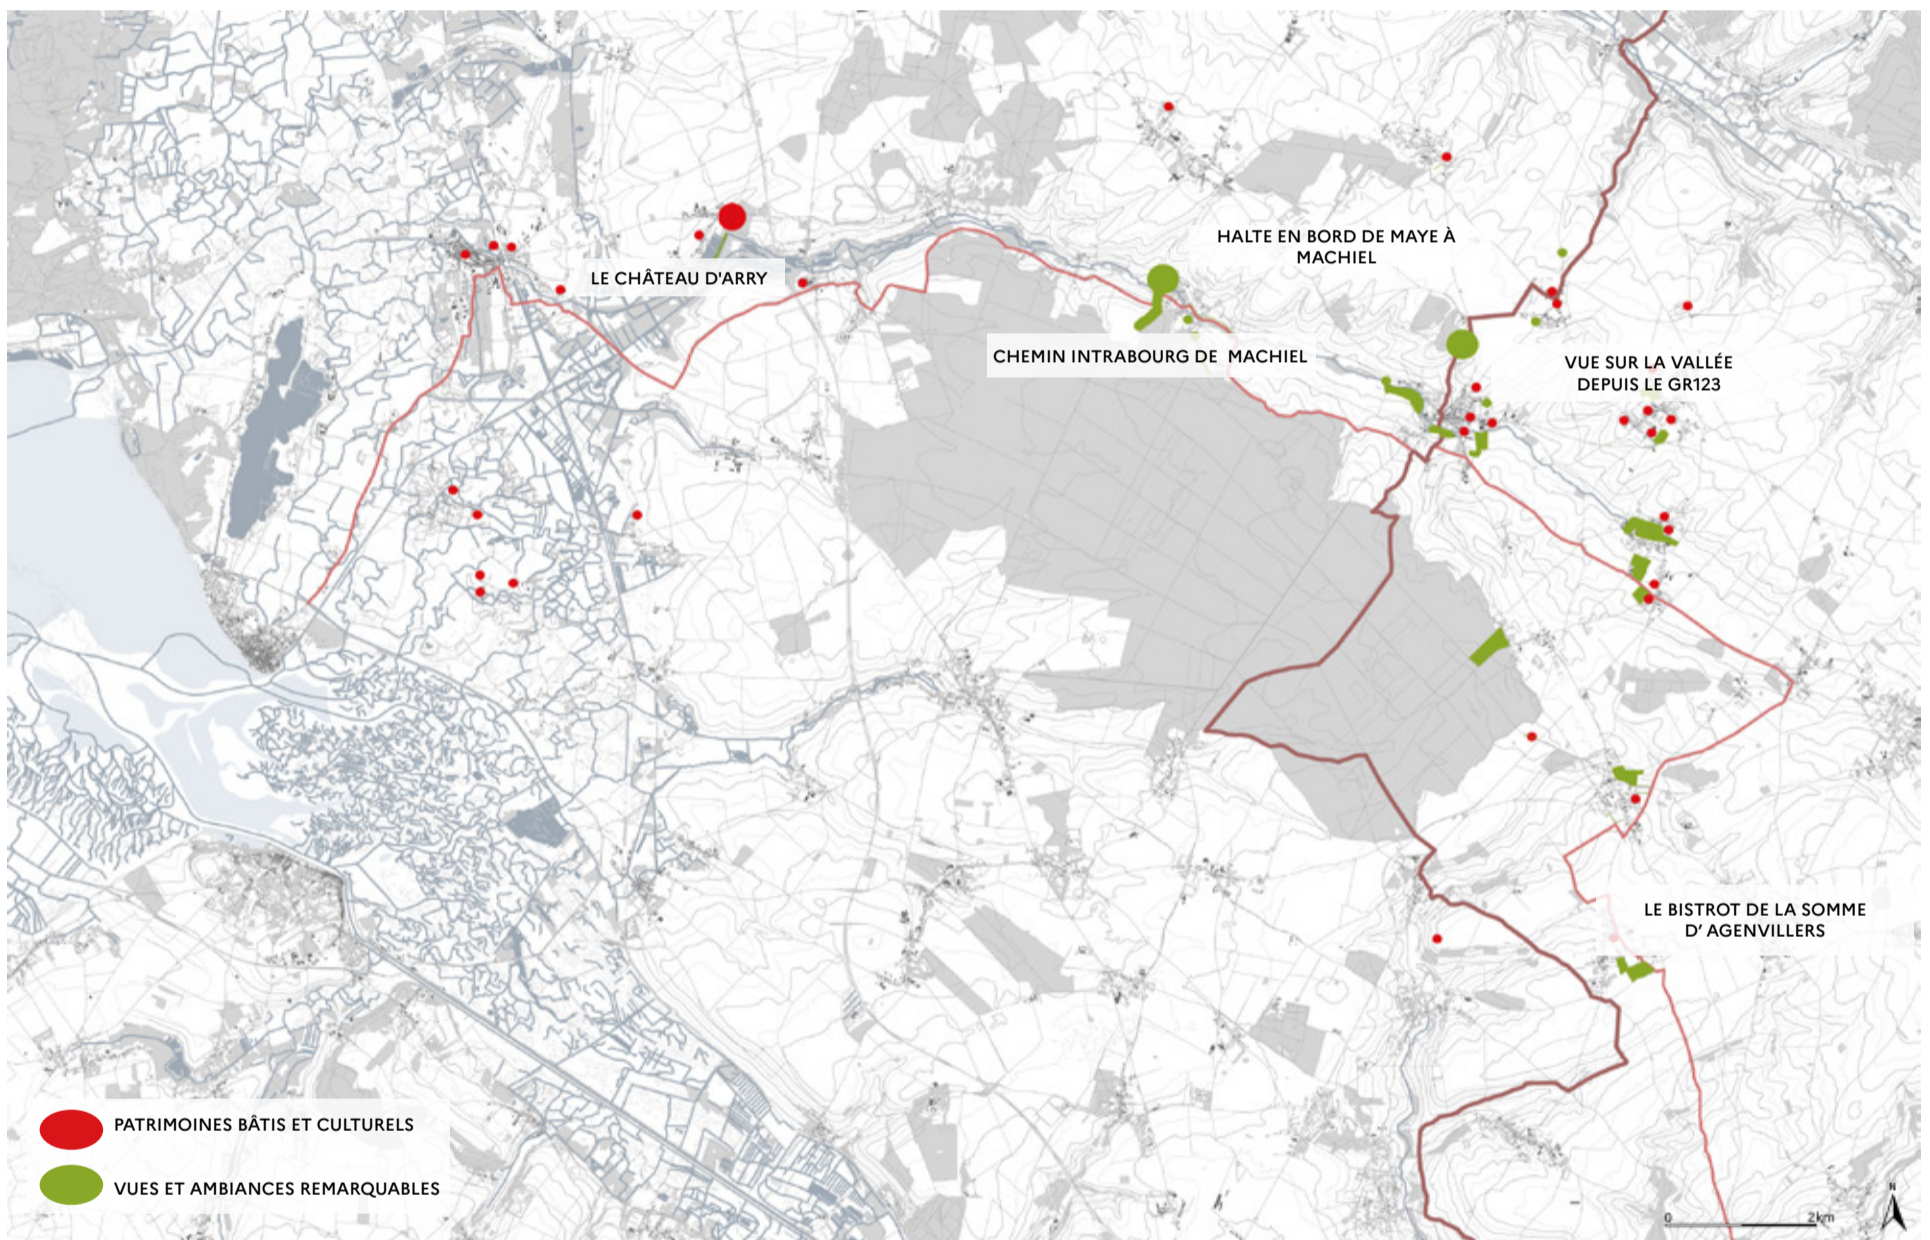 HALTE EN BORD DE MAYE À
MACHIEL
LE CHÂTEAU D'ARRY
CHEMIN INTRABOURG DE MACHIEL
VUE SUR LA VALLÉE
DEPUIS LE GR123
LE BISTROT DE LA SOMME
D' AGENVILLERS
PATRIMOINES BÂTIS ET CULTURELS
VUES ET AMBIANCES REMARQUABLES
N
0 2km